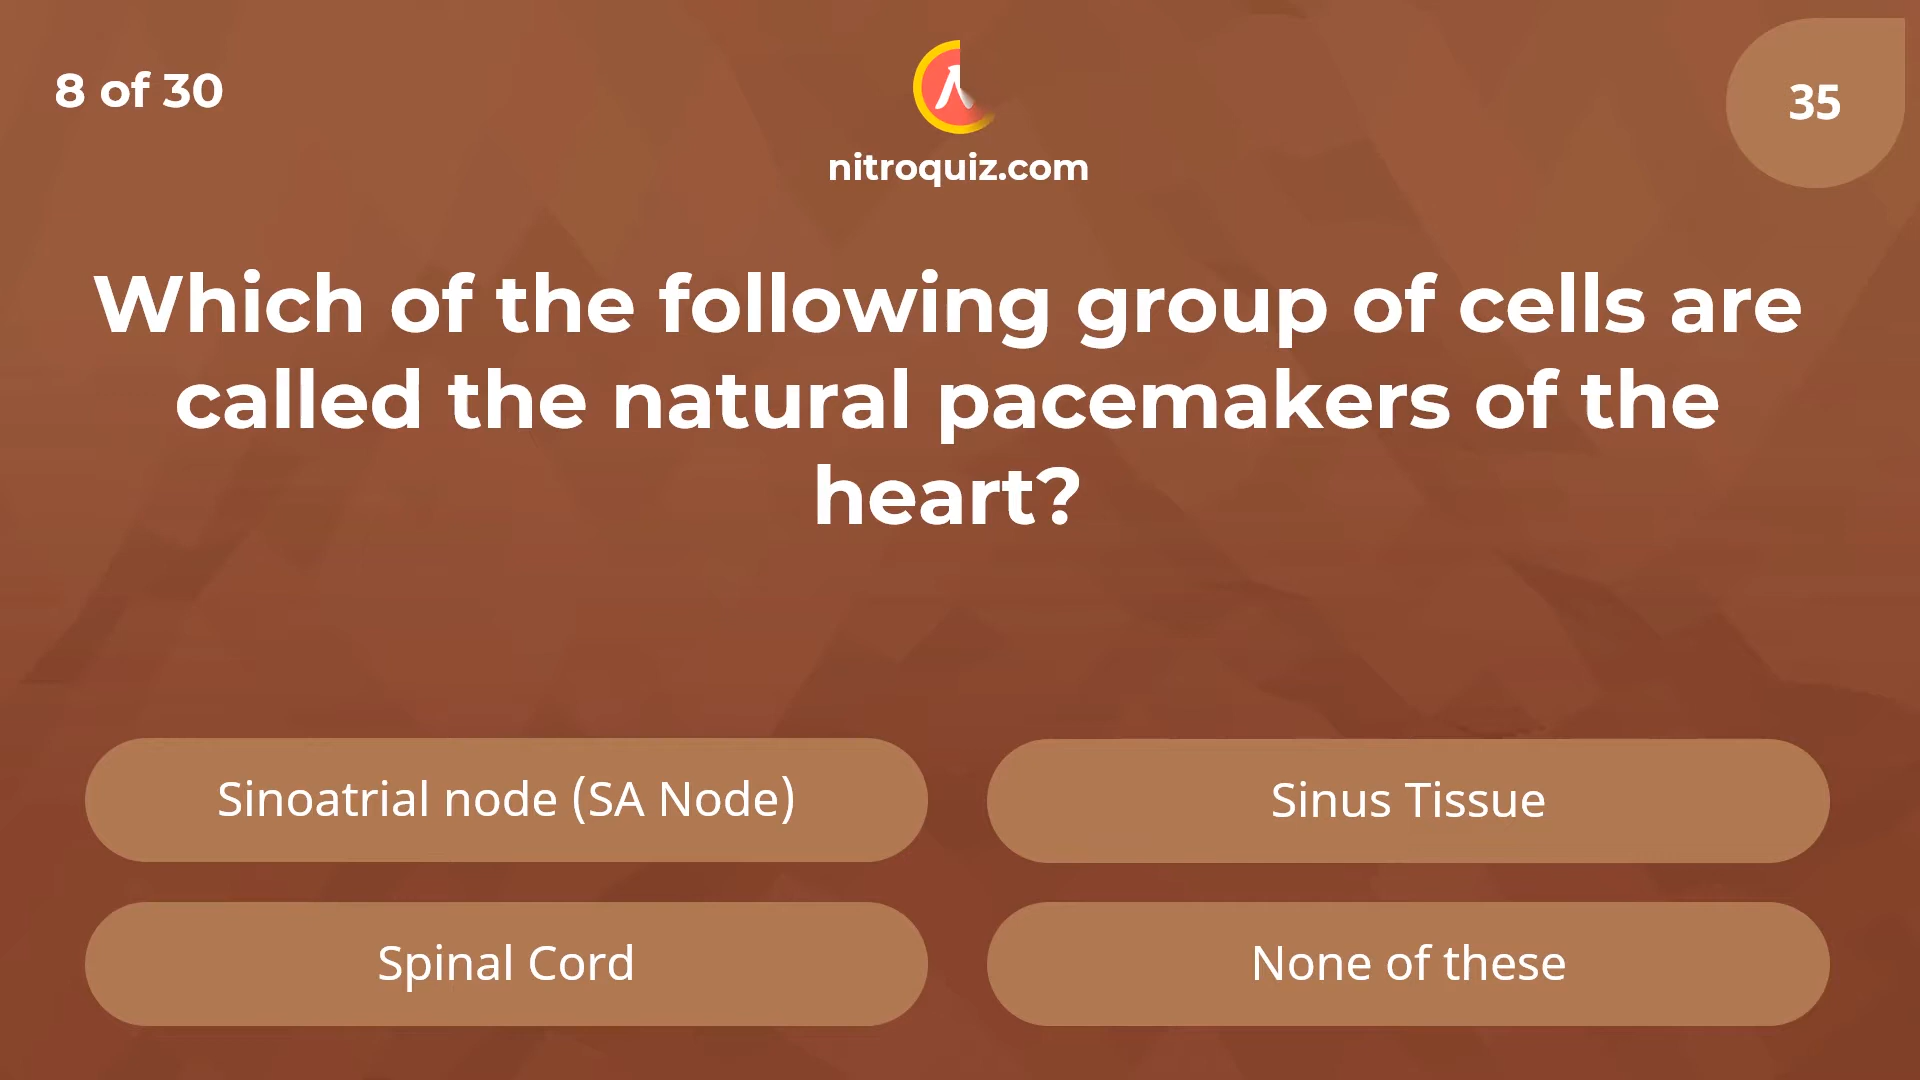 8 of 30
nitroquiz.com
35
Which of the following group of cells are
called the natural pacemakers of the
heart?
Sinoatrial node (SA Node)
Sinus Tissue
Spinal Cord
None of these